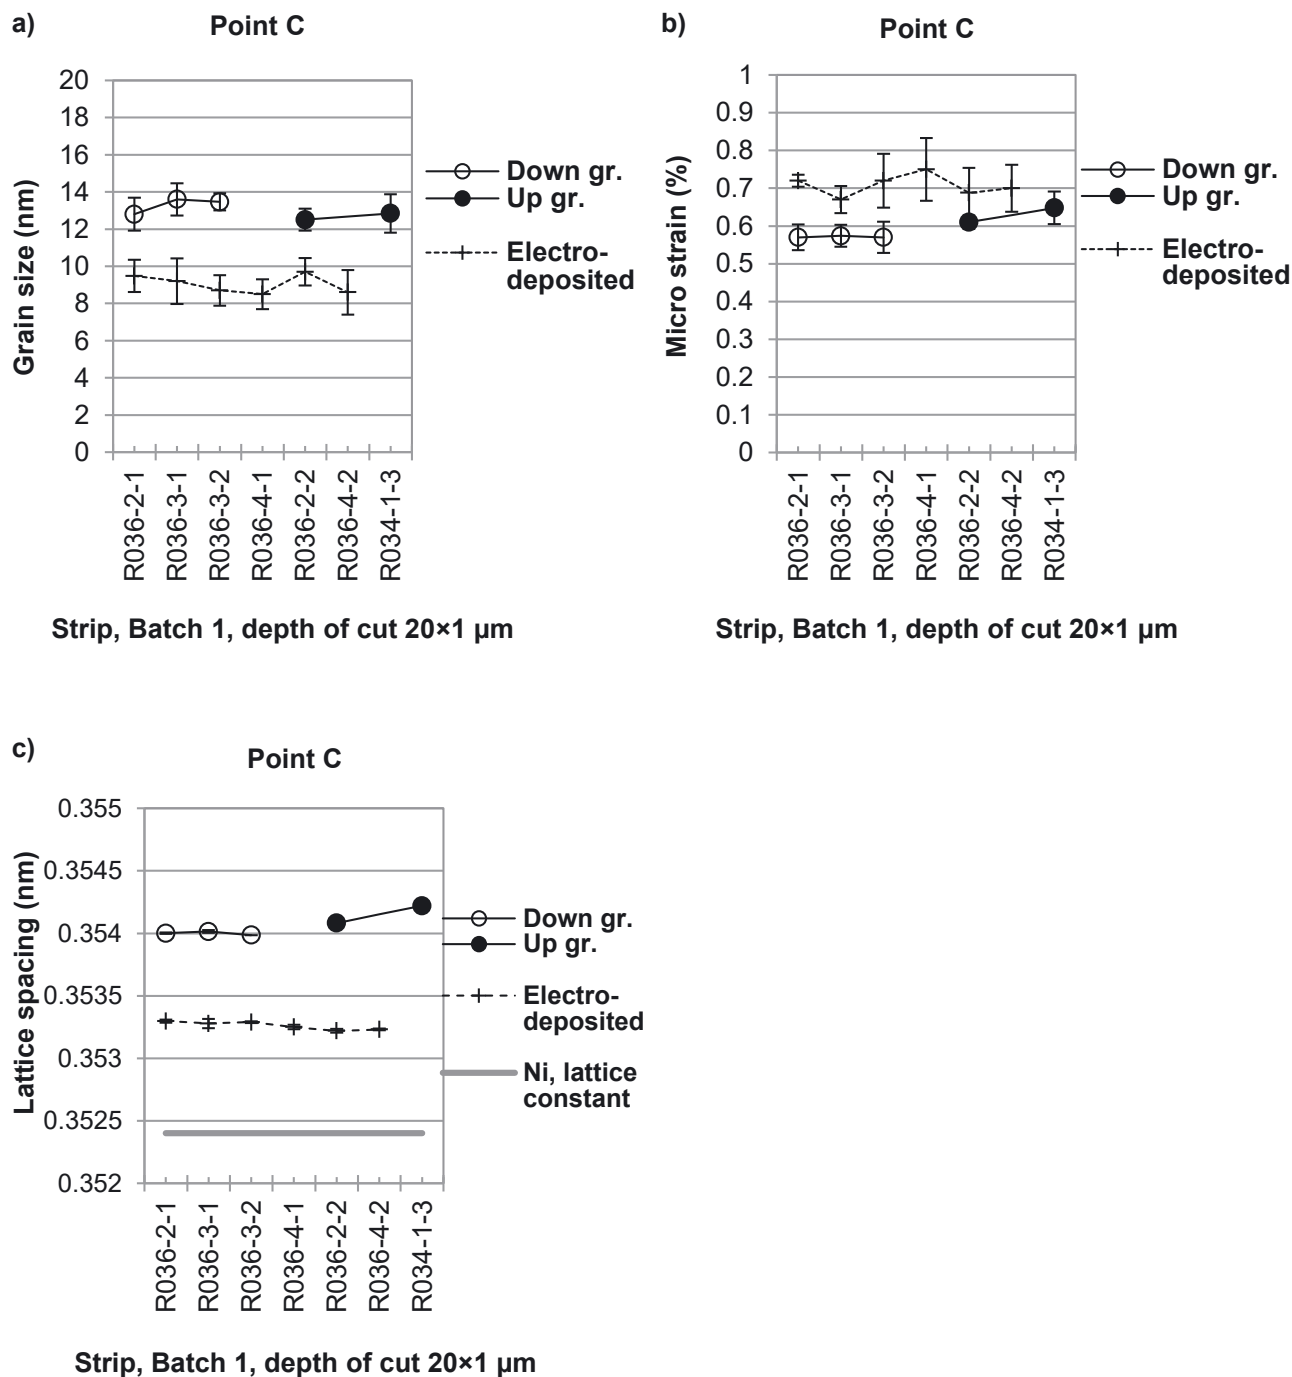 a)
Point C
20
18
16
14
12
10
8
6
4
2
0
Grain size (nm)
R036-2-1
R036-3-1
R036-3-2
R036-4-1
R036-2-2
R036-4-2
R034-1-3
Down gr.
Up gr.
Electro-
deposited
Strip, Batch 1, depth of cut 20×1 µm
b)
Point C
1
0.9
0.8
0.7
0.6
0.5
0.4
0.3
0.2
0.1
0
Micro strain (%)
R036-2-1
R036-3-1
R036-3-2
R036-4-1
R036-2-2
R036-4-2
R034-1-3
Down gr.
Up gr.
Electro-
deposited
Strip, Batch 1, depth of cut 20×1 µm
c)
Point C
0.355
0.3545
0.354
0.3535
0.353
0.3525
0.352
Lattice spacing (nm)
R036-2-1
R036-3-1
R036-3-2
R036-4-1
R036-2-2
R036-4-2
R034-1-3
Down gr.
Up gr.
Electro-
deposited
Ni, lattice
constant
Strip, Batch 1, depth of cut 20×1 µm